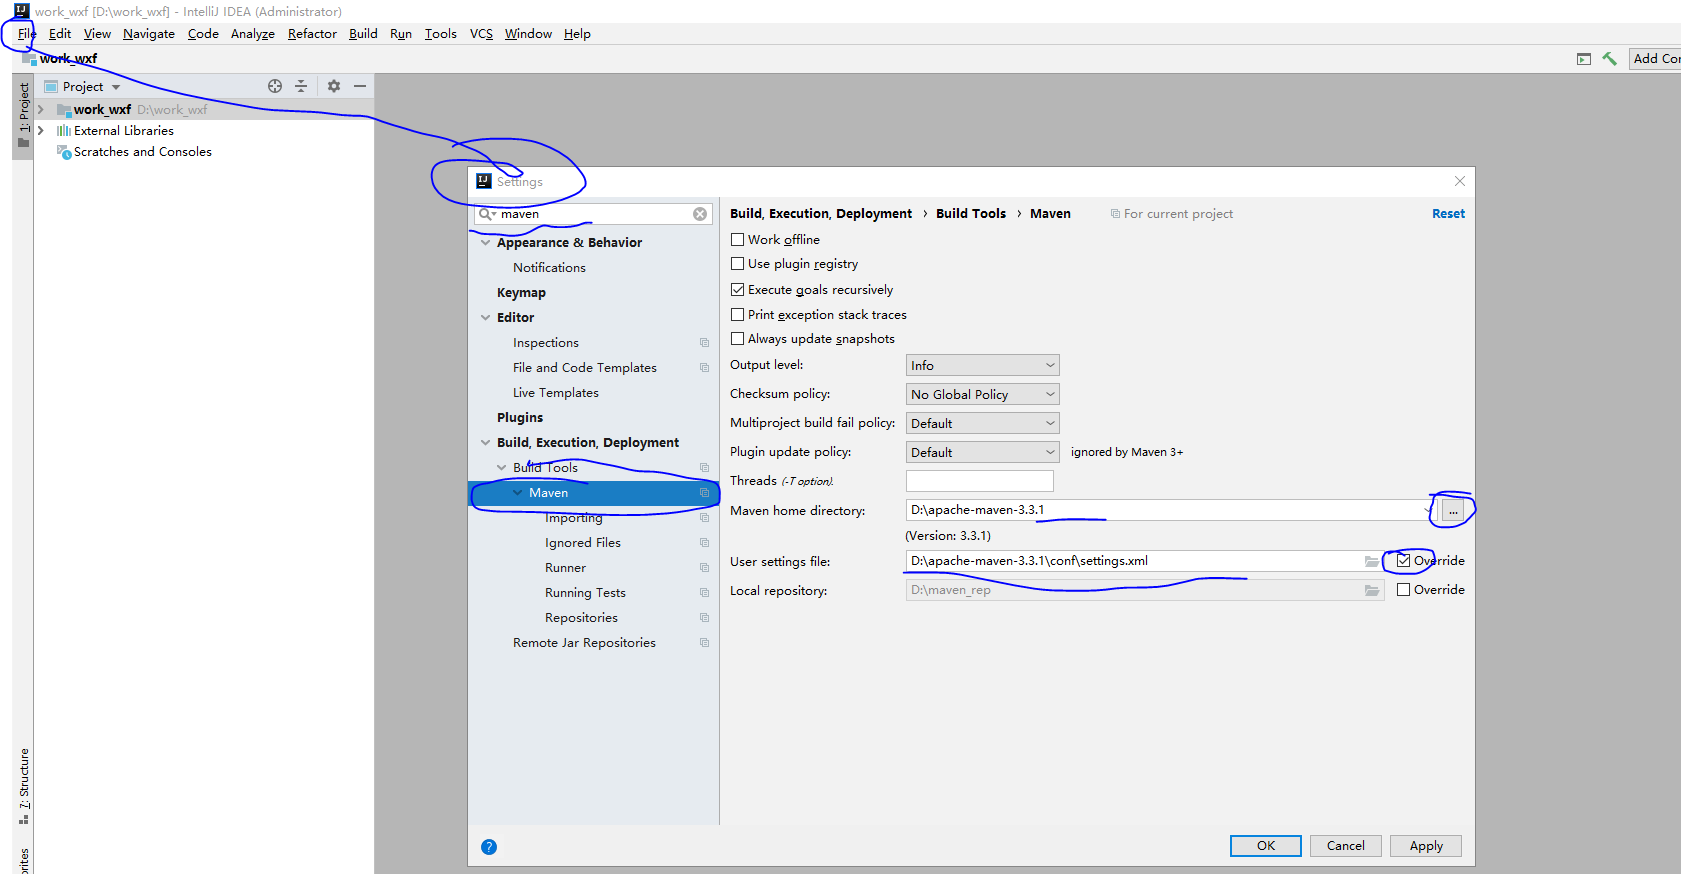 work_wxf [D:\work_wxf] - IntelliJ IDEA (Administrator)
File Edit View Navigate Code Analyze Refactor Build Run Tools VCS Window Help
work_wxf
Add Con
1: Project
Project
work_wxf D:\work_wxf
External Libraries
Scratches and Consoles
7: Structure
orites
Settings
maven
Appearance & Behavior
Notifications
Keymap
Editor
Inspections
File and Code Templates
Live Templates
Plugins
Build, Execution, Deployment
Build Tools
Maven
Importing
Ignored Files
Runner
Running Tests
Repositories
Remote Jar Repositories
Build, Execution, Deployment › Build Tools › Maven For current project Reset
Work offline
Use plugin registry
Execute goals recursively
Print exception stack traces
Always update snapshots
Output level: Info
Checksum policy: No Global Policy
Multiproject build fail policy: Default
Plugin update policy: Default ignored by Maven 3+
Threads (-T option).
Maven home directory: D:\apache-maven-3.3.1 ...
(Version: 3.3.1)
User settings file: D:\apache-maven-3.3.1\conf\settings.xml Override
Local repository: D:\maven_rep Override
? OK Cancel Apply